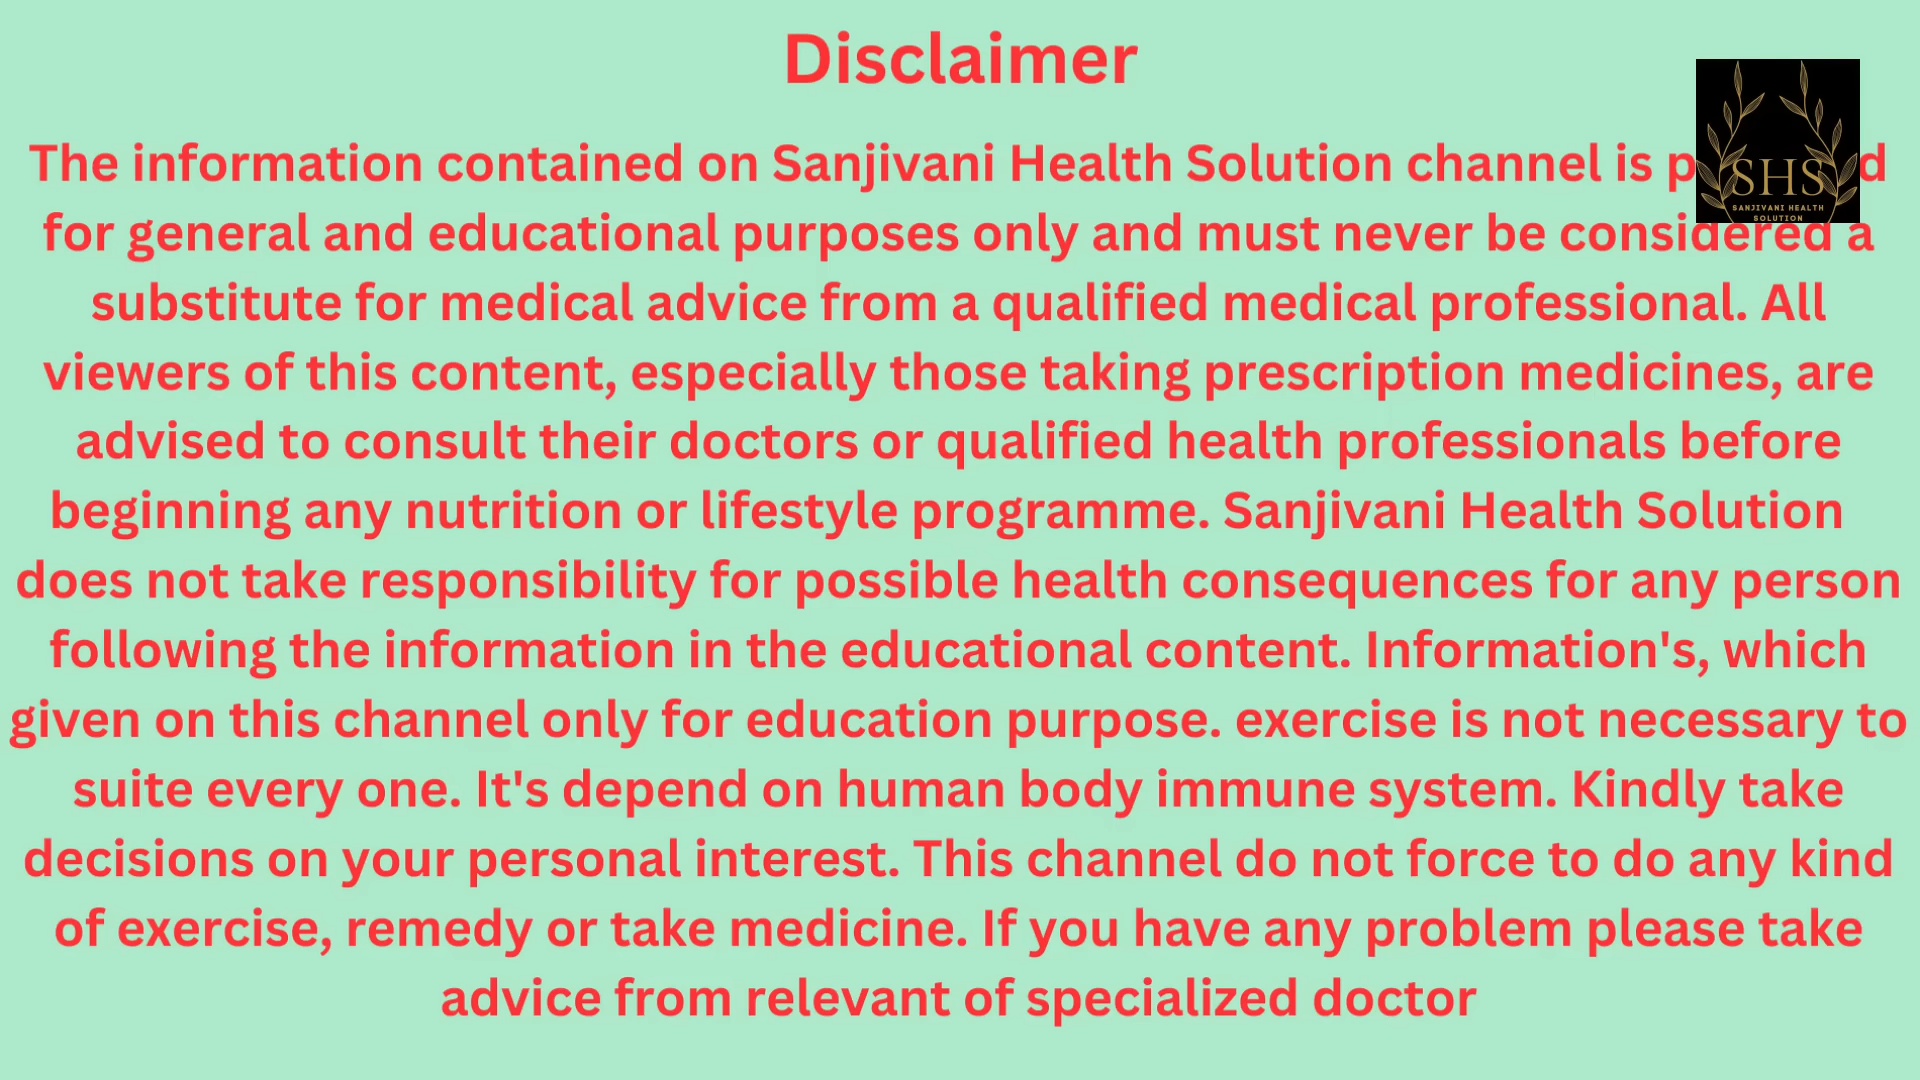 Disclaimer
The information contained on Sanjivani Health Solution channel is
for general and educational purposes only and must never be considered a
substitute for medical advice from a qualified medical professional. All
viewers of this content, especially those taking prescription medicines, are
advised to consult their doctors or qualified health professionals before
beginning any nutrition or lifestyle programme. Sanjivani Health Solution
does not take responsibility for possible health consequences for any person
following the information in the educational content. Information's, which
given on this channel only for education purpose. exercise is not necessary to
suite every one. It's depend on human body immune system. Kindly take
decisions on your personal interest. This channel do not force to do any kind
of exercise, remedy or take medicine. If you have any problem please take
advice from relevant of specialized doctor
SHS
SANJIVANI HEALTH
SOLUTION